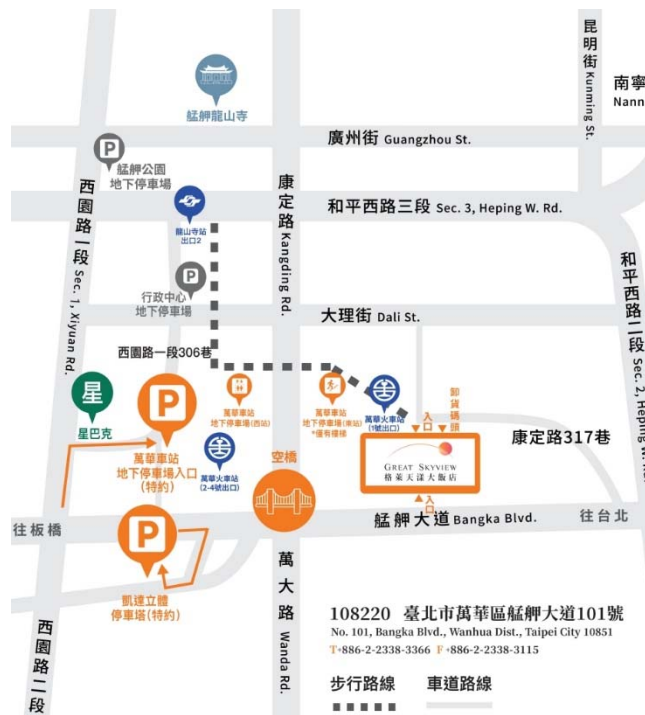 昆明街 Kunming St.
南寧
Nann
艋舺龍山寺
廣州街 Guangzhou St.
P
艋舺公園
地下停車場
西園路一段 Sec. 1, Xiyuan Rd.
康定路 Kangding Rd.
和平西路三段 Sec. 3, Heping W. Rd.
龍山寺站
出口2
和平西路二段 Sec. 2, Heping W. Rd.
P
行政中心
地下停車場
大理街 Dali St.
西園路一段306巷
星
星巴克
P
萬華車站
地下停車場入口
(特約)
萬華車站
地下停車場(西站)
萬華火車站
(2-4號出口)
萬華車站
地下停車場(東站)
*僅有樓梯
萬華火車站
(1號出口)
入口
卸貨碼頭
康定路317巷
GREAT SKYVIEW
格萊天漾大飯店
入口
空橋
往板橋
艋舺大道 Bangka Blvd.
往台北
P
凱達立體
停車塔(特約)
萬大路 Wanda Rd.
西園路二段
108220 臺北市萬華區艋舺大道101號
No. 101, Bangka Blvd., Wanhua Dist., Taipei City 10851
T+886-2-2338-3366 F +886-2-2338-3115
步行路線 車道路線